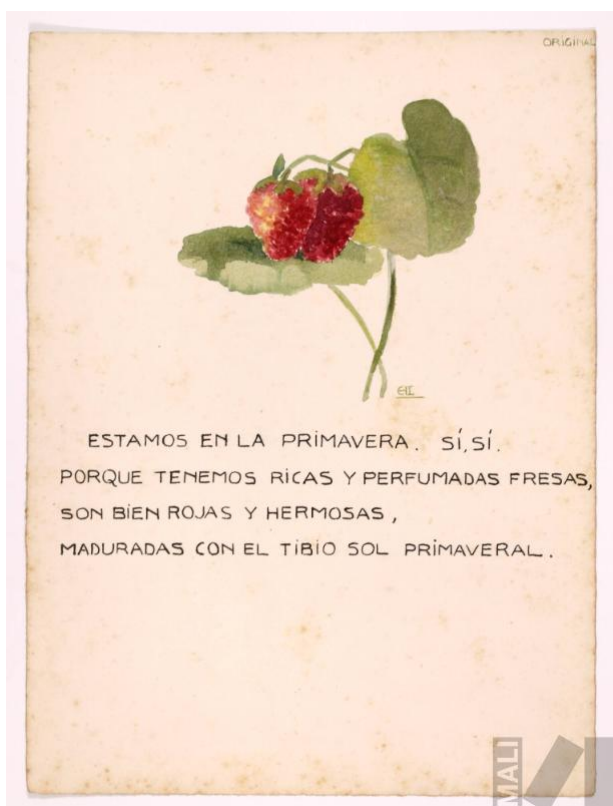 ORIGINAL
EIZ
ESTAMOS EN LA PRIMAVERA. SÍ, SÍ.
PORQUE TENEMOS RICAS Y PERFUMADAS FRESAS,
SON BIEN ROJAS Y HERMOSAS,
MADURADAS CON EL TIBIO SOL PRIMAVERAL.
MALI